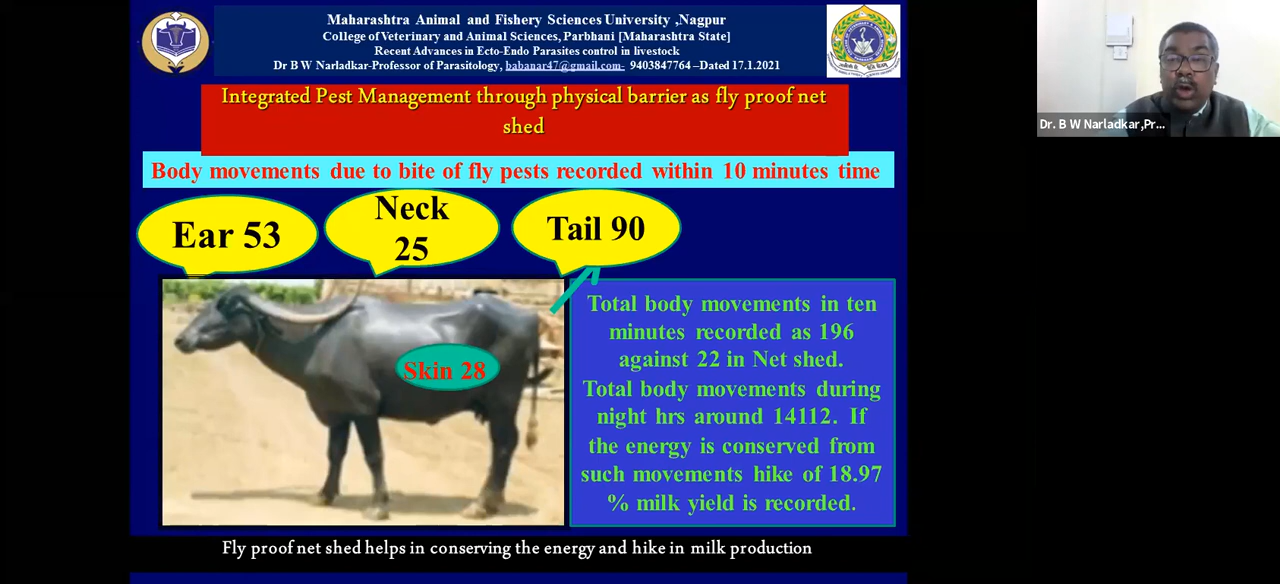 Maharashtra Animal and Fishery Sciences University ,Nagpur
College of Veterinary and Animal Sciences, Parbhani [Maharashtra State]
Recent Advances in Ecto-Endo Parasites control in livestock
Dr B W Narladkar-Professor of Parasitology, babanar47@gmail.com- 9403847764 –Dated 17.1.2021
Integrated Pest Management through physical barrier as fly proof net
shed
Body movements due to bite of fly pests recorded within 10 minutes time
Ear 53
Neck
25
Tail 90
Skin 28
Total body movements in ten
minutes recorded as 196
against 22 in Net shed.
Total body movements during
night hrs around 14112. If
the energy is conserved from
such movements hike of 18.97
% milk yield is recorded.
Fly proof net shed helps in conserving the energy and hike in milk production
Dr. B W Narladkar,Pr...